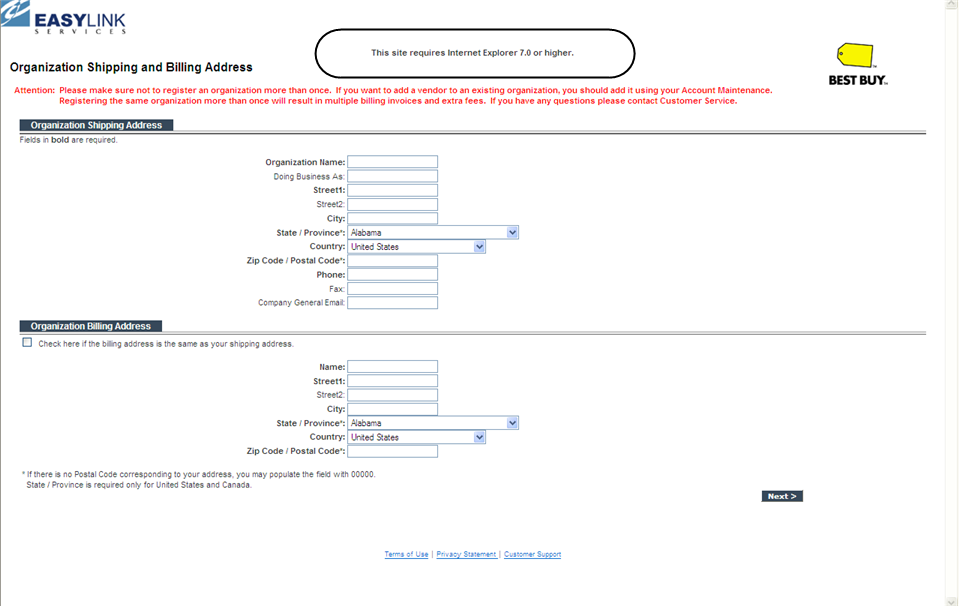 EASYLINK
SERVICES
This site requires Internet Explorer 7.0 or higher.
BEST BUY™
Organization Shipping and Billing Address
Attention: Please make sure not to register an organization more than once. If you want to add a vendor to an existing organization, you should add it using your Account Maintenance.
Registering the same organization more than once will result in multiple billing invoices and extra fees. If you have any questions please contact Customer Service.
Organization Shipping Address
Fields in bold are required.
Organization Name:
Doing Business As:
Street1:
Street2:
City:
State / Province*: Alabama
Country: United States
Zip Code / Postal Code*:
Phone:
Fax:
Company General Email:
Organization Billing Address
Check here if the billing address is the same as your shipping address.
Name:
Street1:
Street2:
City:
State / Province*: Alabama
Country: United States
Zip Code / Postal Code*:
* If there is no Postal Code corresponding to your address, you may populate the field with 00000.
State / Province is required only for United States and Canada.
Next >
Terms of Use | Privacy Statement | Customer Support